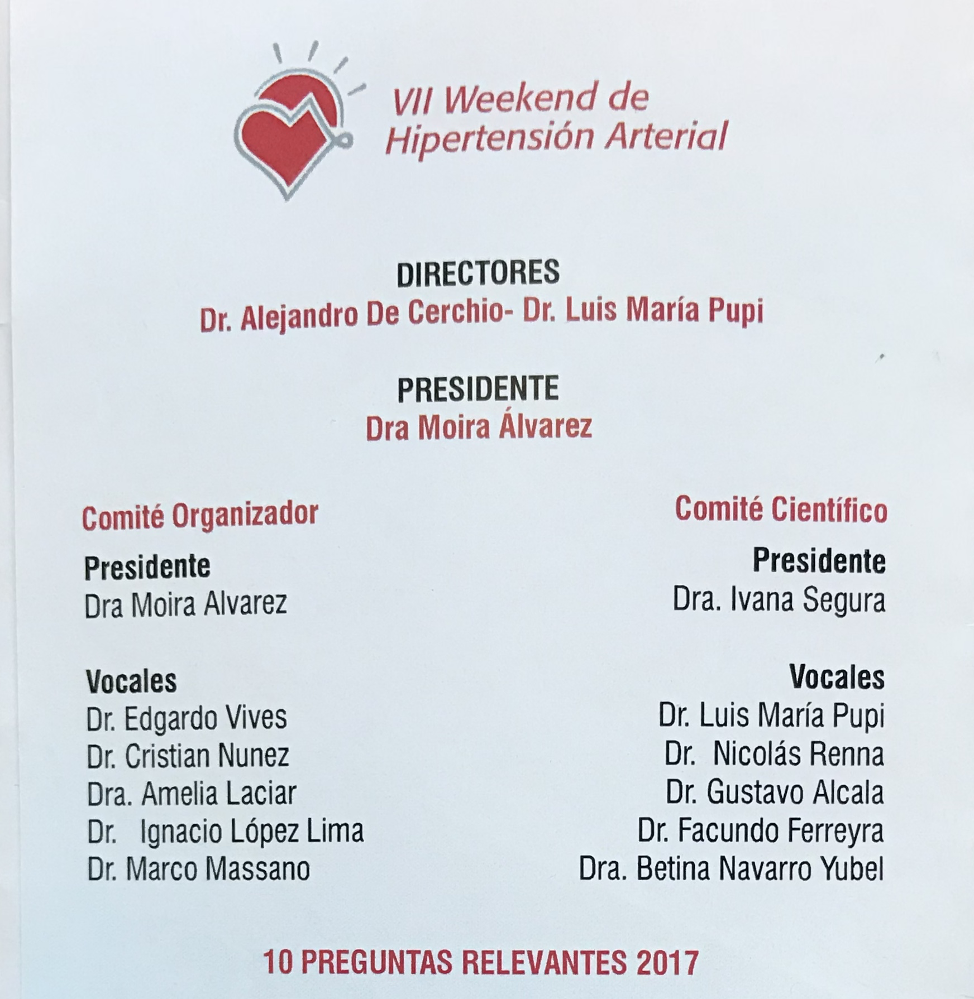 VII Weekend de
Hipertensión Arterial
DIRECTORES
Dr. Alejandro De Cerchio- Dr. Luis María Pupi
PRESIDENTE
Dra Moira Álvarez
Comité Organizador
Presidente
Dra Moira Alvarez
Vocales
Dr. Edgardo Vives
Dr. Cristian Nunez
Dra. Amelia Laciar
Dr. Ignacio López Lima
Dr. Marco Massano
Comité Científico
Presidente
Dra. Ivana Segura
Vocales
Dr. Luis María Pupi
Dr. Nicolás Renna
Dr. Gustavo Alcala
Dr. Facundo Ferreyra
Dra. Betina Navarro Yubel
10 PREGUNTAS RELEVANTES 2017